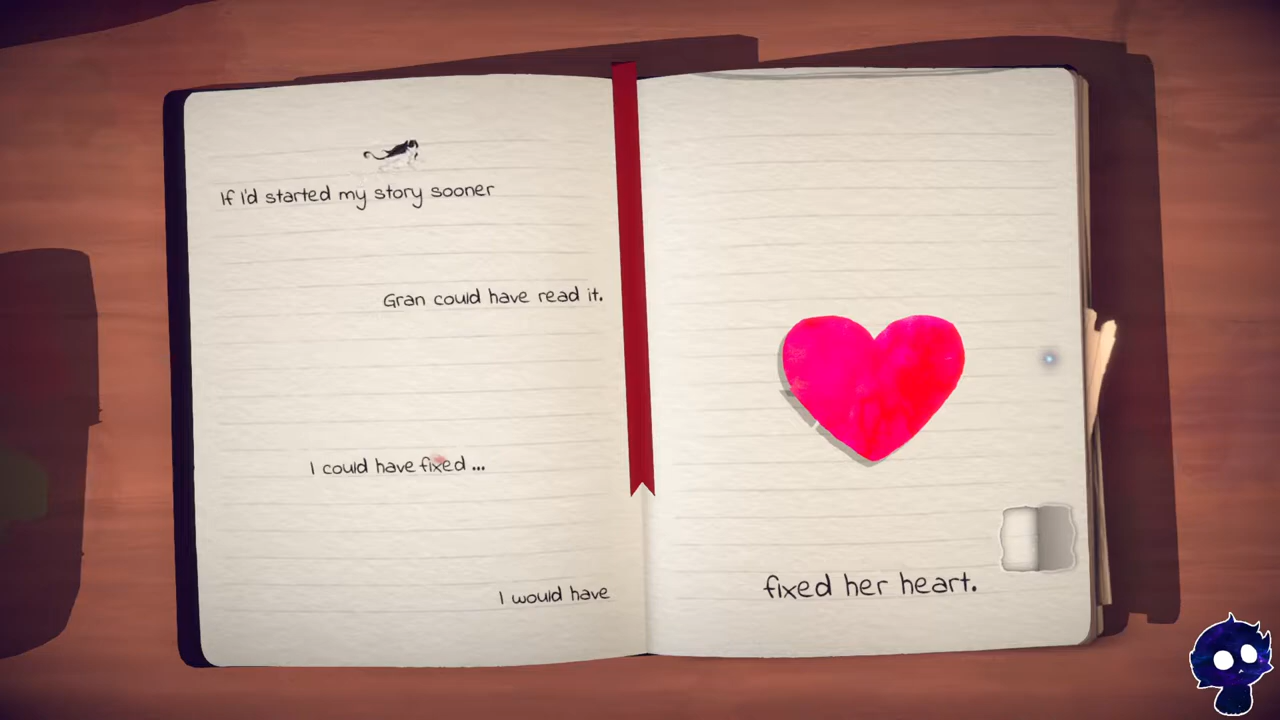 If I'd started my story sooner
Gran could have read it.
I could have fixed ...
I would have
fixed her heart.